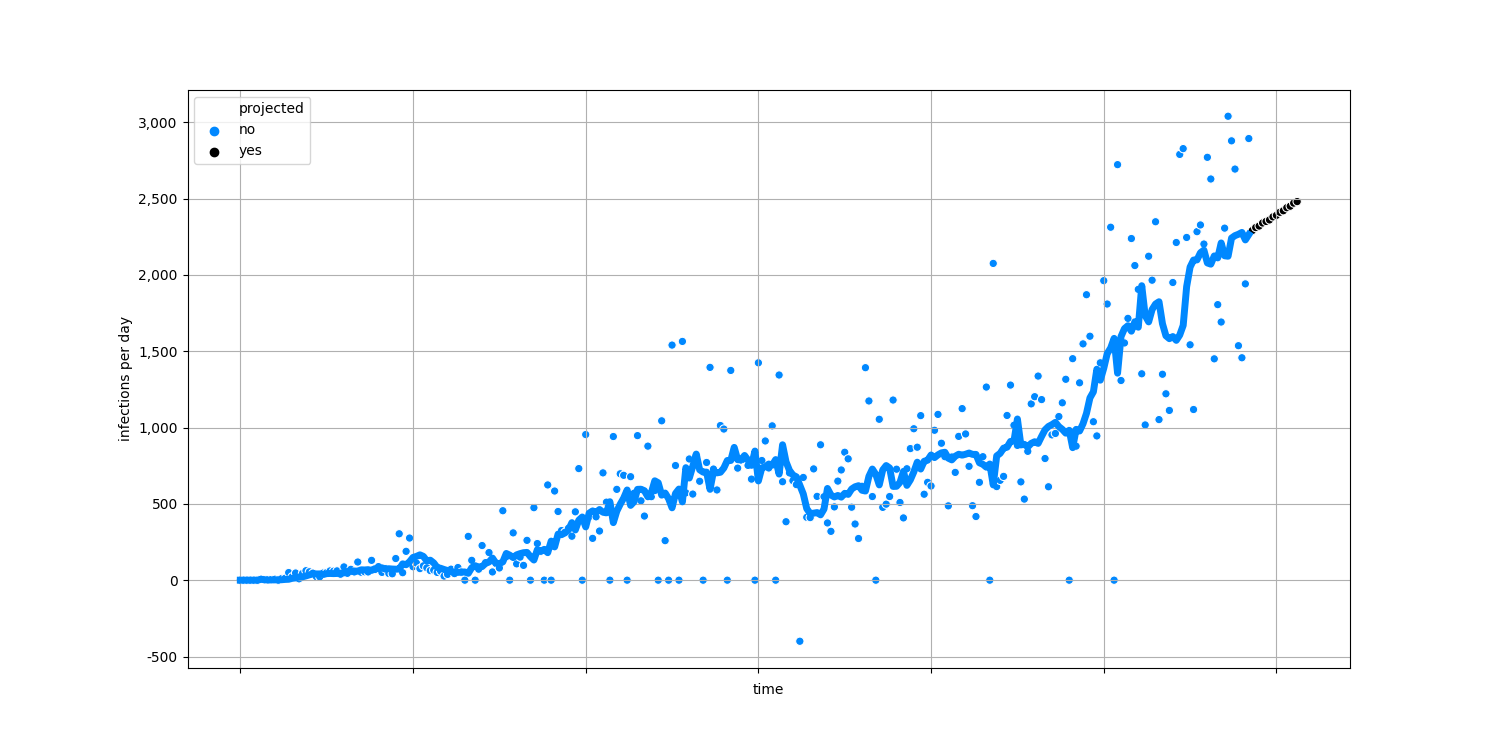 projected
no
yes
3,000
2,500
2,000
1,500
1,000
500
0
-500
infections per day
time